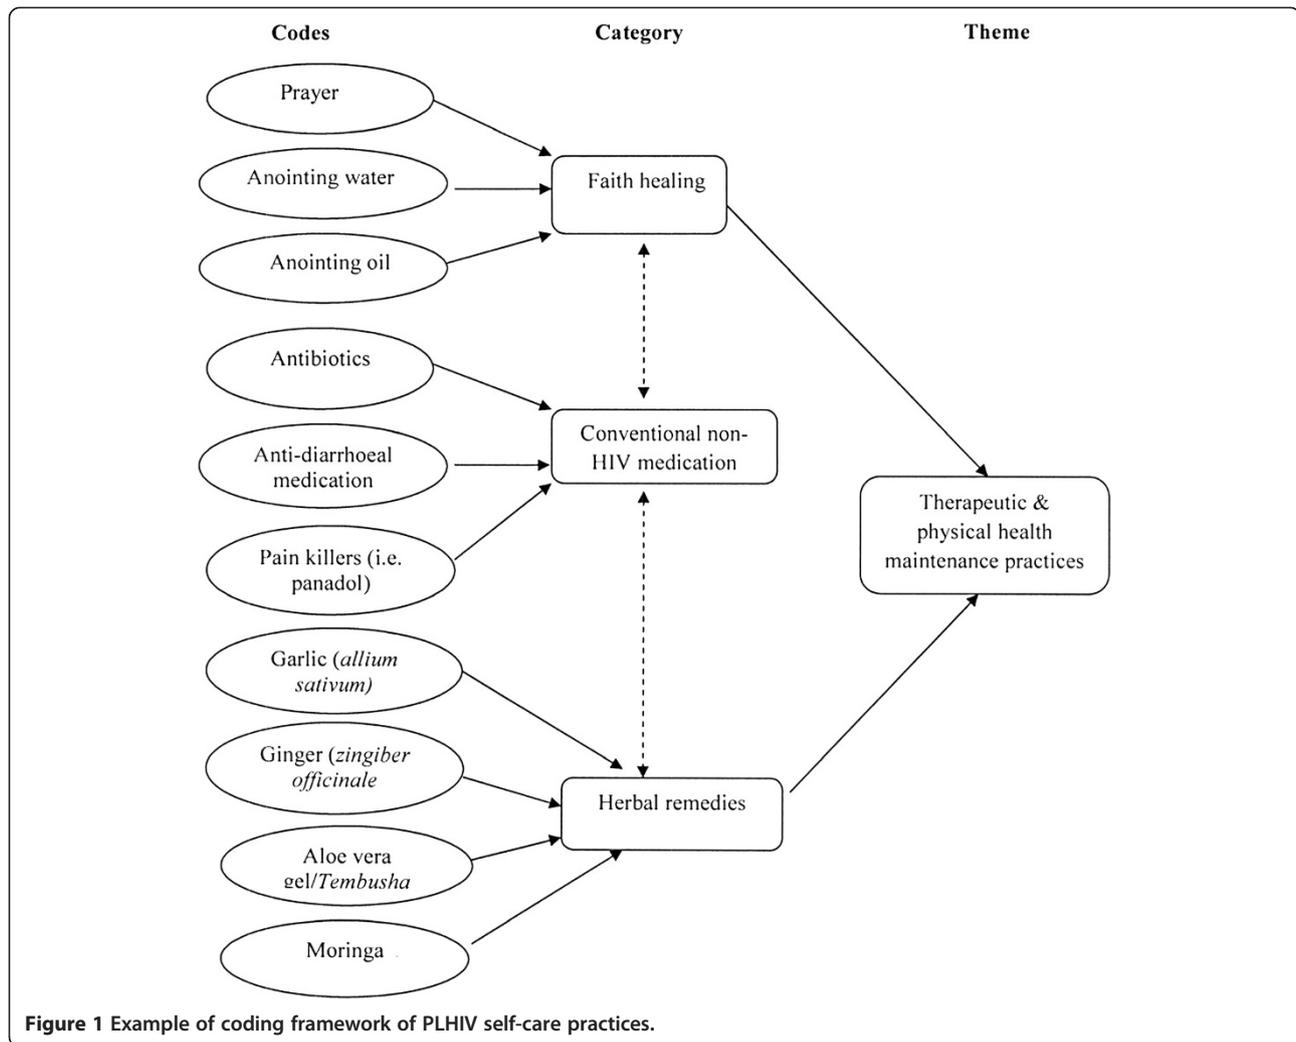 Codes
Category
Theme
Prayer
Anointing water
Anointing oil
Antibiotics
Anti-diarrhoeal
medication
Pain killers (i.e.
panadol)
Garlic (allium
sativum)
Ginger (zingiber
officinale
Aloe vera
gel/Tembusha
Moringa
Faith healing
Conventional non-
HIV medication
Herbal remedies
Therapeutic &
physical health
maintenance practices
Figure 1 Example of coding framework of PLHIV self-care practices.